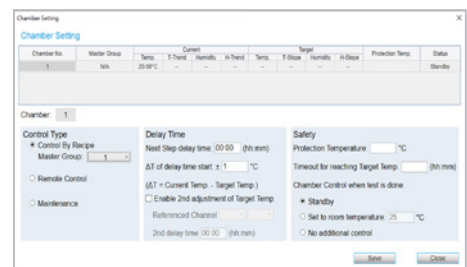 Chamber Setting
Chamber Setting
Chamber No. Master Group Current Target Protection Temp. Status
Temp. T-Trend Humidity H-Trend Temp. T-Slope Humidity H-Slope
1 N/A 25.00°C -- -- -- -- -- -- -- Standby
Chamber: 1
Control Type
Control By Recipe
Master Group: 1
Remote Control
Maintenance
Delay Time
Next Step delay time 00:00 (hh:mm)
ΔT of delay time start ± 1 °C
(ΔT = Current Temp. - Target Temp.)
Enable 2nd adjustment of Target Temp.
Referenced Channel
2nd delay time 00:00 (hh:mm)
Safety
Protection Temperature °C
Timeout for reaching Target Temp. (hh:mm)
Chamber Control when test is done
Standby
Set to room temperature 25 °C
No additional control
Save Close